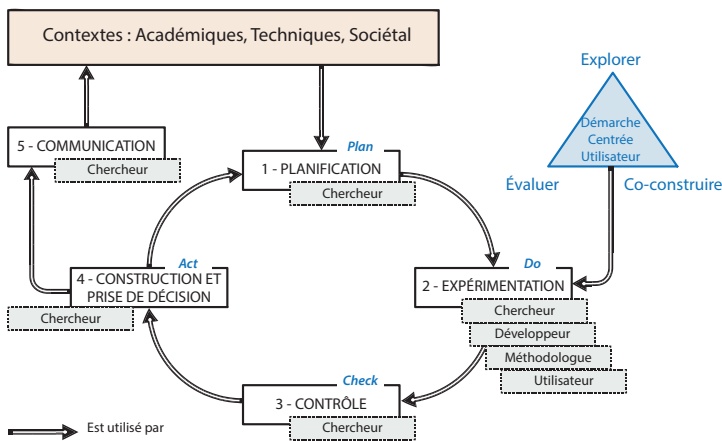 Contextes : Académiques, Techniques, Sociétal
Explorer
Démarche
Centrée
Utilisateur
Évaluer
Co-construire
5 - COMMUNICATION
Chercheur
Plan
1 - PLANIFICATION
Chercheur
Act
4 - CONSTRUCTION ET
PRISE DE DÉCISION
Chercheur
Do
2 - EXPÉRIMENTATION
Chercheur
Développeur
Méthodologue
Utilisateur
Check
3 - CONTRÔLE
Chercheur
Est utilisé par